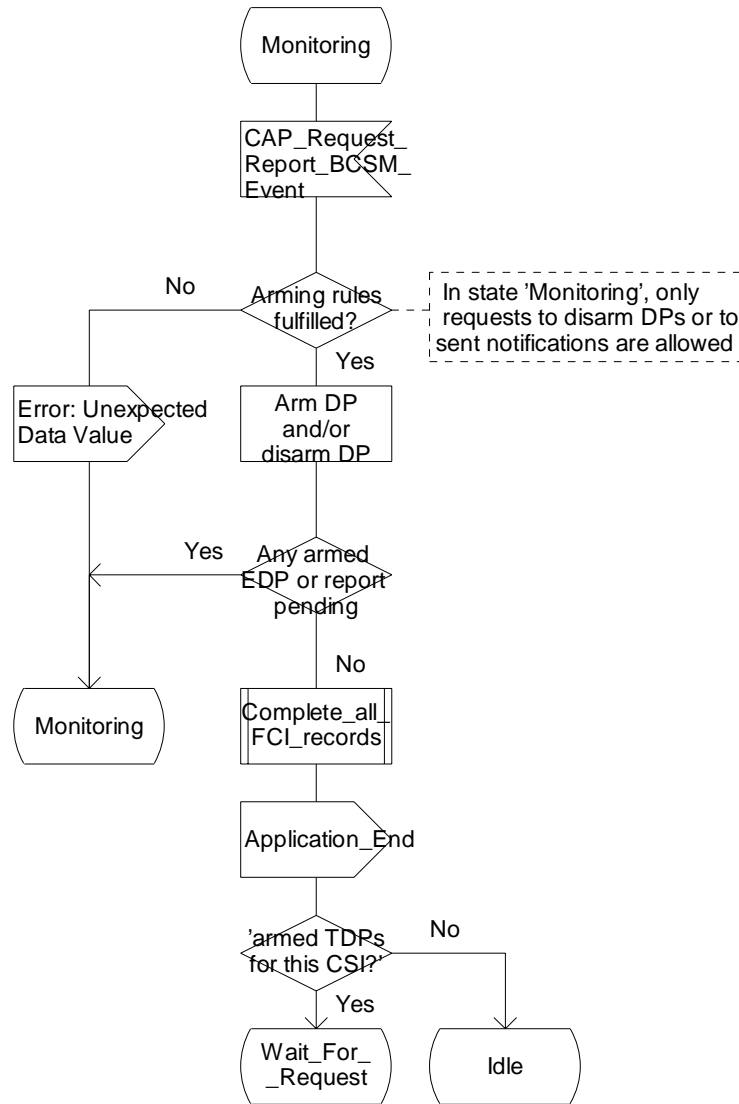 Monitoring
CAP_Request_
Report_BCSM_
Event
No
Arming rules
fulfilled?
In state 'Monitoring', only
requests to disarm DPs or to
sent notifications are allowed
Yes
Error: Unexpected
Data Value
Arm DP
and/or
disarm DP
Yes
Any armed
EDP or report
pending
No
Monitoring
Complete_all_
FCI_records
Application_End
'armed TDPs
for this CSI?'
No
Yes
Wait_For_
_Request
Idle